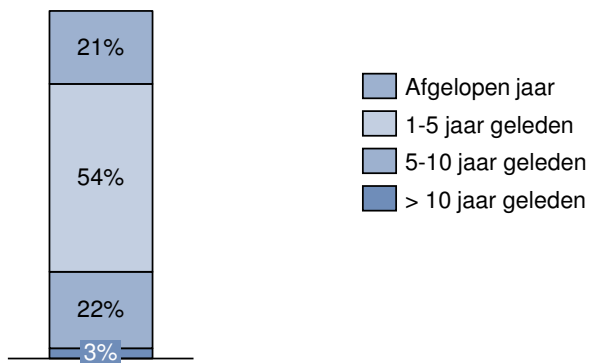 21%
54%
22%
3%
Afgelopen jaar
1-5 jaar geleden
5-10 jaar geleden
> 10 jaar geleden